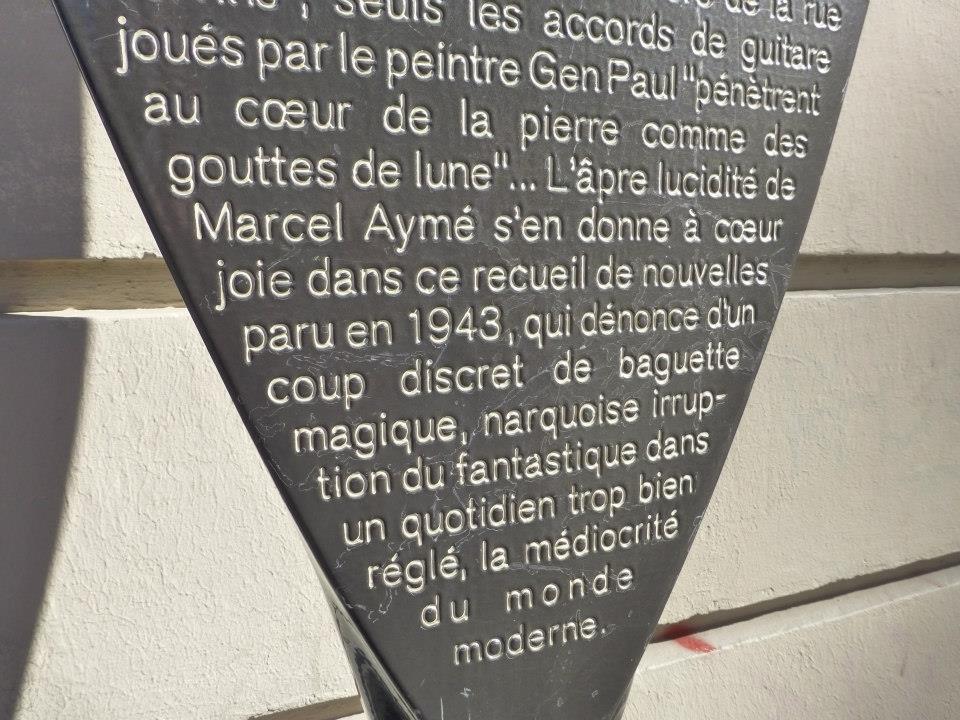 de la rue
, seuls les accords de guitare
joués par le peintre Gen Paul "pénètrent
au cœur de la pierre comme des
gouttes de lune"... L'âpre lucidité de
Marcel Aymé s'en donne à cœur
joie dans ce recueil de nouvelles
paru en 1943, qui dénonce d'un
coup discret de baguette
magique, narquoise irrup-
tion du fantastique dans
un quotidien trop bien
réglé, la médiocrité
du monde
moderne.